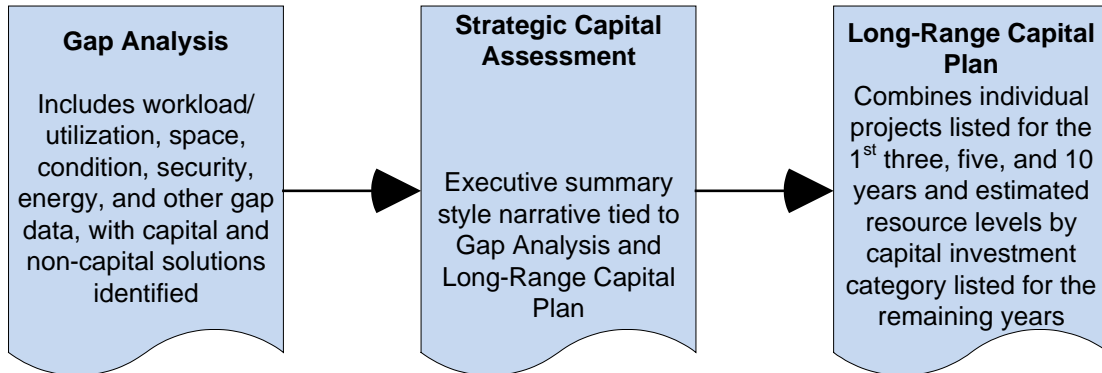 Gap Analysis
Includes workload/
utilization, space,
condition, security,
energy, and other gap
data, with capital and
non-capital solutions
identified
Strategic Capital
Assessment
Executive summary
style narrative tied to
Gap Analysis and
Long-Range Capital
Plan
Long-Range Capital
Plan
Combines individual
projects listed for the
1st three, five, and 10
years and estimated
resource levels by
capital investment
category listed for the
remaining years